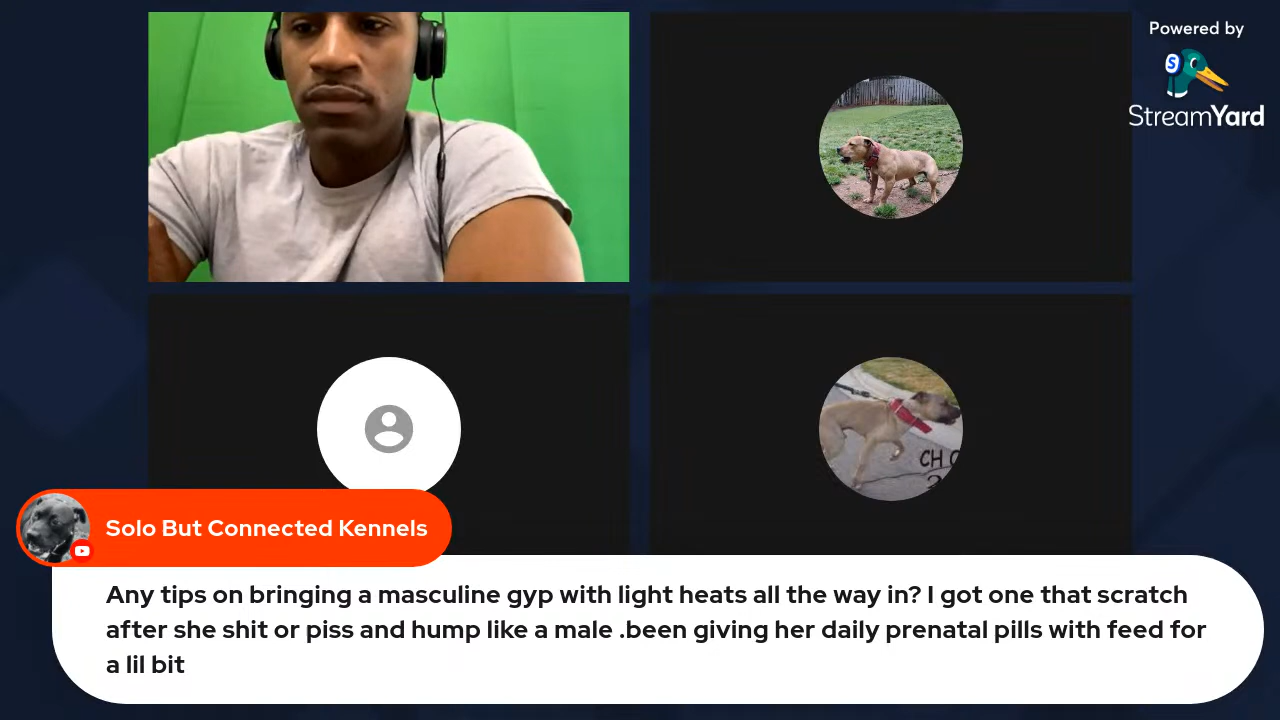 Powered by
S
StreamYard
CH C
Solo But Connected Kennels
Any tips on bringing a masculine gyp with light heats all the way in? I got one that scratch
after she shit or piss and hump like a male .been giving her daily prenatal pills with feed for
a lil bit